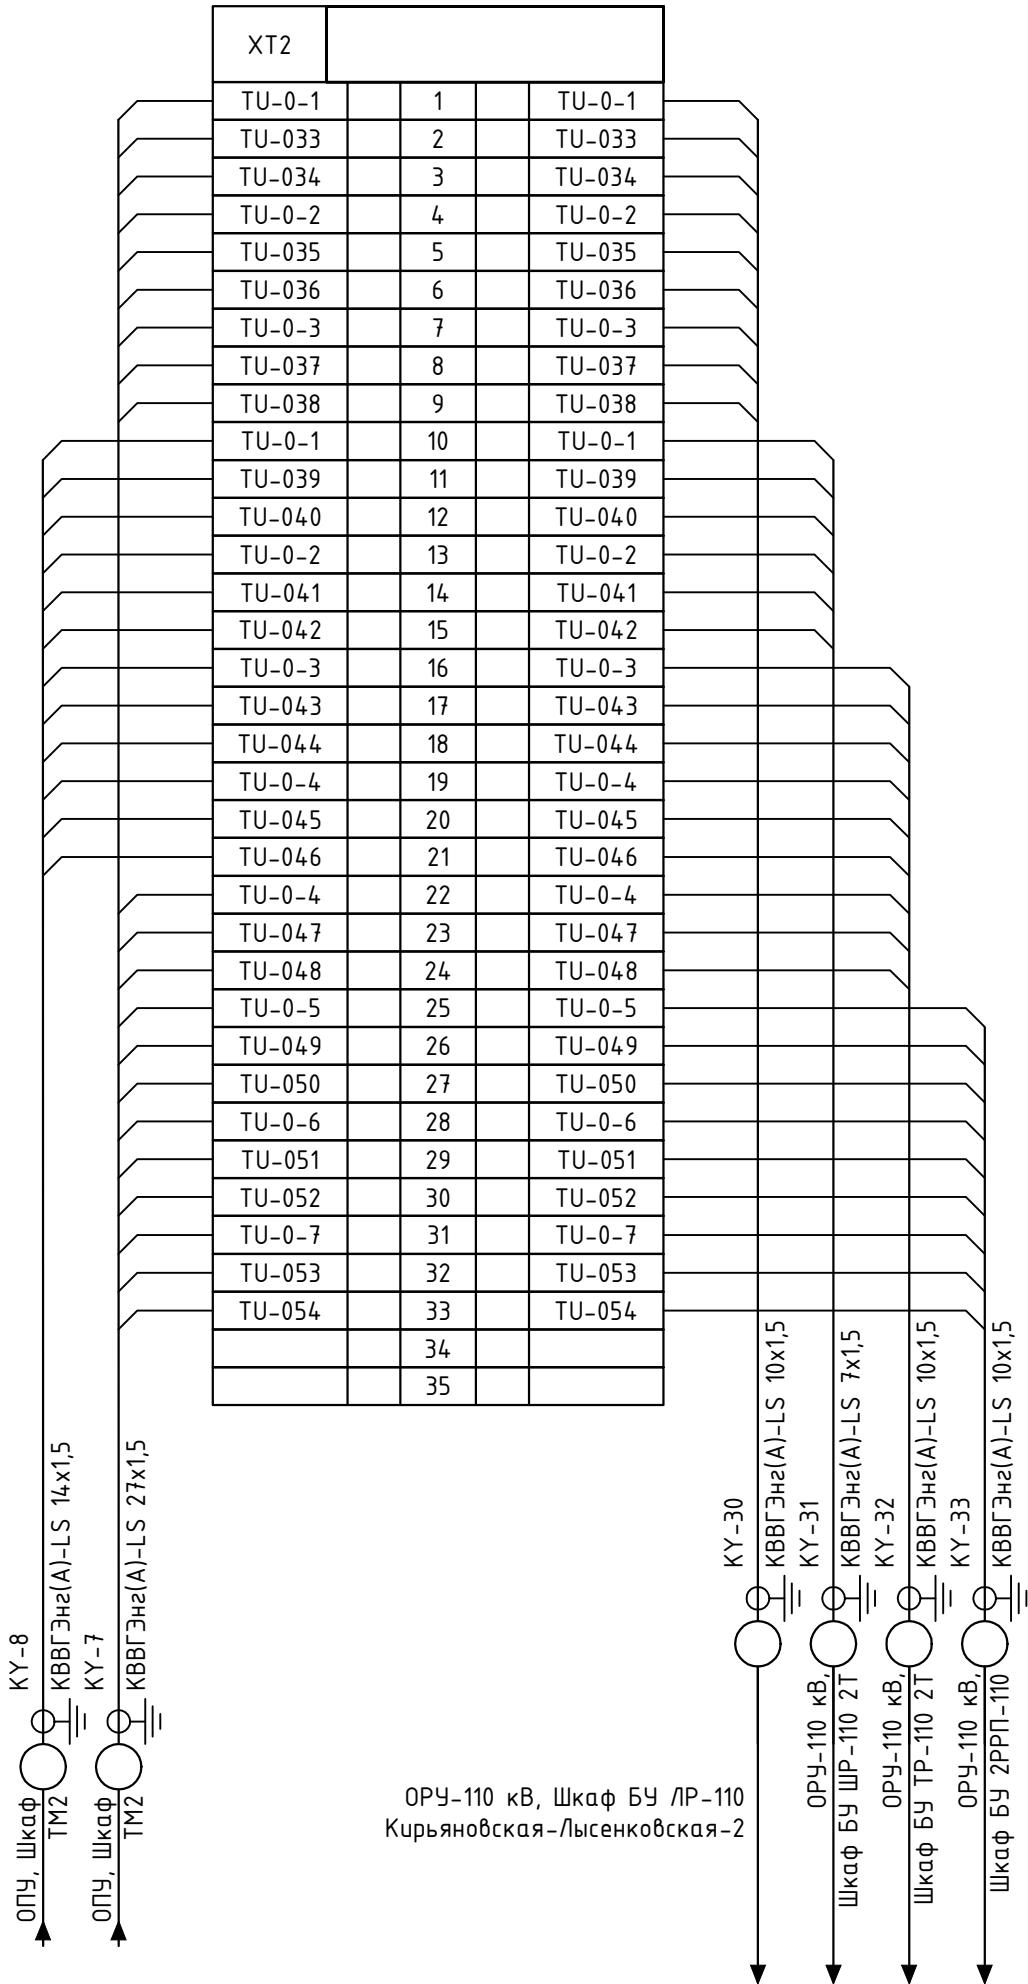 XT2
TU-0-1 1 TU-0-1
TU-033 2 TU-033
TU-034 3 TU-034
TU-0-2 4 TU-0-2
TU-035 5 TU-035
TU-036 6 TU-036
TU-0-3 7 TU-0-3
TU-037 8 TU-037
TU-038 9 TU-038
TU-0-1 10 TU-0-1
TU-039 11 TU-039
TU-040 12 TU-040
TU-0-2 13 TU-0-2
TU-041 14 TU-041
TU-042 15 TU-042
TU-0-3 16 TU-0-3
TU-043 17 TU-043
TU-044 18 TU-044
TU-0-4 19 TU-0-4
TU-045 20 TU-045
TU-046 21 TU-046
TU-0-4 22 TU-0-4
TU-047 23 TU-047
TU-048 24 TU-048
TU-0-5 25 TU-0-5
TU-049 26 TU-049
TU-050 27 TU-050
TU-0-6 28 TU-0-6
TU-051 29 TU-051
TU-052 30 TU-052
TU-0-7 31 TU-0-7
TU-053 32 TU-053
TU-054 33 TU-054
34
35
KY-8
КВВГЭнг(А)-LS 14x1,5
ОПУ, Шкаф
ТМ2
KY-7
КВВГЭнг(А)-LS 27x1,5
ОПУ, Шкаф
ТМ2
KY-30
КВВГЭнг(А)-LS 10x1,5
ОРУ-110 кВ, Шкаф БУ ЛР-110
Кирьяновская-Лысенковская-2
KY-31
КВВГЭнг(А)-LS 7x1,5
ОРУ-110 кВ,
Шкаф БУ ШР-110 2Т
KY-32
КВВГЭнг(А)-LS 10x1,5
ОРУ-110 кВ,
Шкаф БУ ТР-110 2Т
KY-33
КВВГЭнг(А)-LS 10x1,5
ОРУ-110 кВ,
Шкаф БУ 2РРП-110